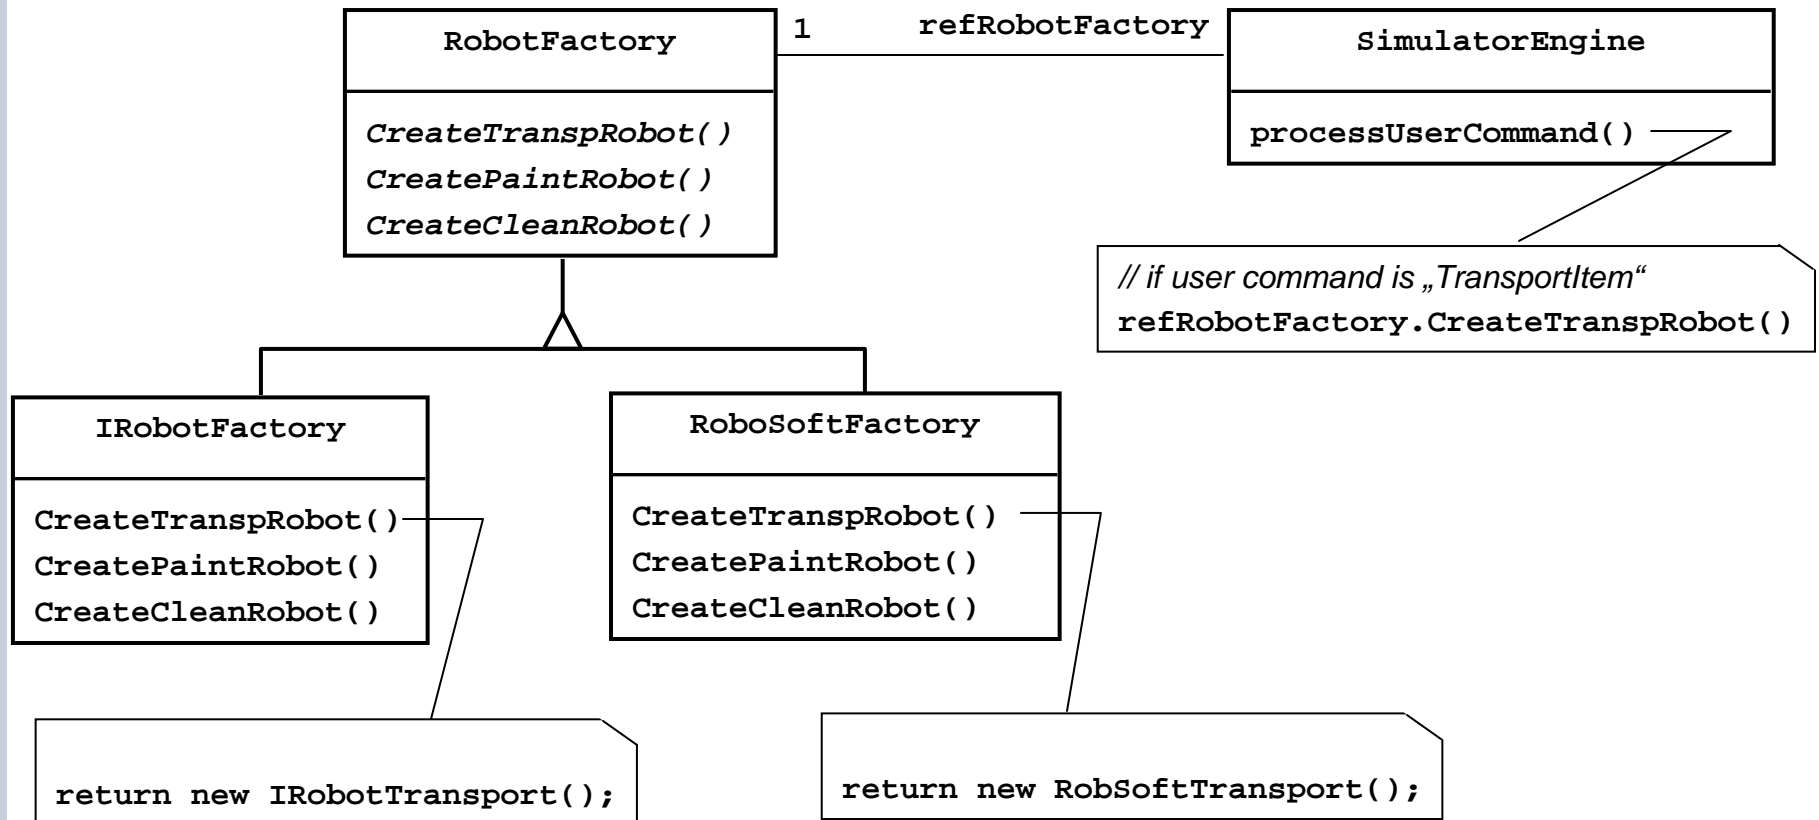 RobotFactory
CreateTranspRobot()
CreatePaintRobot()
CreateCleanRobot()
1
refRobotFactory
SimulatorEngine
processUserCommand()
// if user command is „TransportItem“
refRobotFactory.CreateTranspRobot()
IRobotFactory
CreateTranspRobot()
CreatePaintRobot()
CreateCleanRobot()
RoboSoftFactory
CreateTranspRobot()
CreatePaintRobot()
CreateCleanRobot()
return new IRobotTransport();
return new RobSoftTransport();